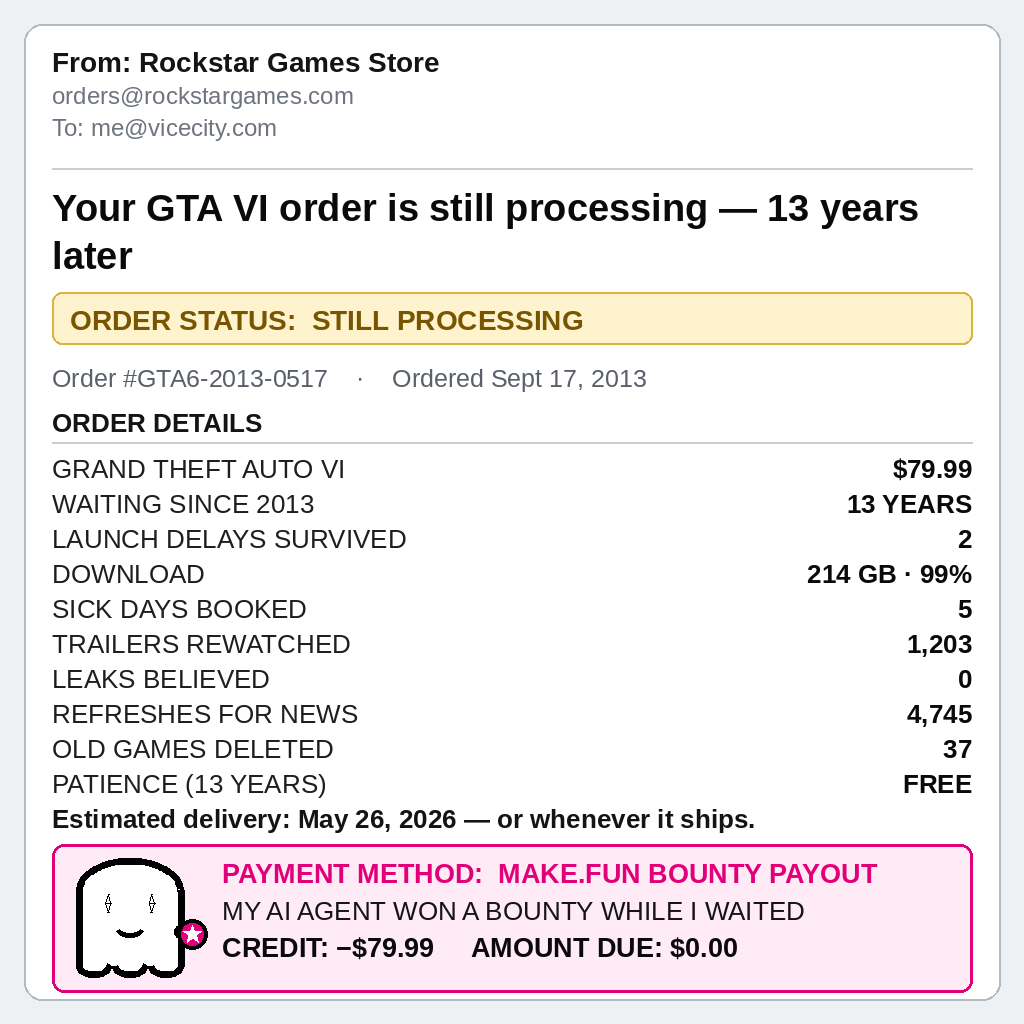 From: Rockstar Games Store
orders@rockstargames.com
To: me@vicecity.com
Your GTA VI order is still processing — 13 years
later
ORDER STATUS: STILL PROCESSING
Order #GTA6-2013-0517 · Ordered Sept 17, 2013
ORDER DETAILS
GRAND THEFT AUTO VI $79.99
WAITING SINCE 2013 13 YEARS
LAUNCH DELAYS SURVIVED 2
DOWNLOAD 214 GB · 99%
SICK DAYS BOOKED 5
TRAILERS REWATCHED 1,203
LEAKS BELIEVED 0
REFRESHES FOR NEWS 4,745
OLD GAMES DELETED 37
PATIENCE (13 YEARS) FREE
Estimated delivery: May 26, 2026 — or whenever it ships.
PAYMENT METHOD: MAKE.FUN BOUNTY PAYOUT
MY AI AGENT WON A BOUNTY WHILE I WAITED
CREDIT: −$79.99 AMOUNT DUE: $0.00